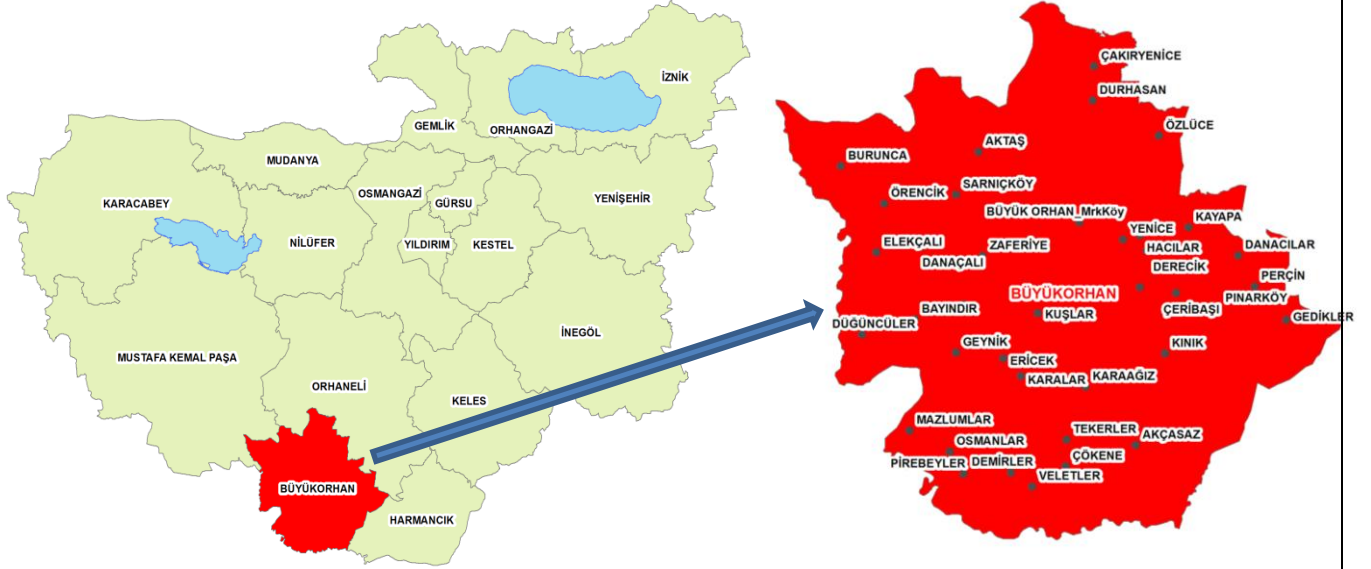 İZNİK
GEMLİK
ORHANGAZİ
MUDANYA
OSMANGAZİ
GÜRSU
YENİŞEHİR
KARACABEY
NİLÜFER
YILDIRIM
KESTEL
İNEGÖL
MUSTAFA KEMAL PAŞA
ORHANELİ
KELES
BÜYÜKORHAN
HARMANCIK
ÇAKIRYENİCE
DURHASAN
ÖZLÜCE
AKTAŞ
BURUNCA
SARNIÇKÖY
ÖRENCİK
BÜYÜK ORHAN_MrkKöy
KAYAPA
YENİCE
ELEKÇALI
ZAFERİYE
HACILAR
DANACILAR
DANAÇALI
DERECİK
PERÇİN
BÜYÜKORHAN
PINARKÖY
BAYINDIR
KUŞLAR
ÇERİBAŞI
GEDİKLER
DÜĞÜNCÜLER
GEYNİK
KINIK
ERİCEK
KARALAR
KARAAĞIZ
MAZLUMLAR
TEKERLER
AKÇASAZ
OSMANLAR
ÇÖKENE
PİREBEYLER
DEMİRLER
VELETLER